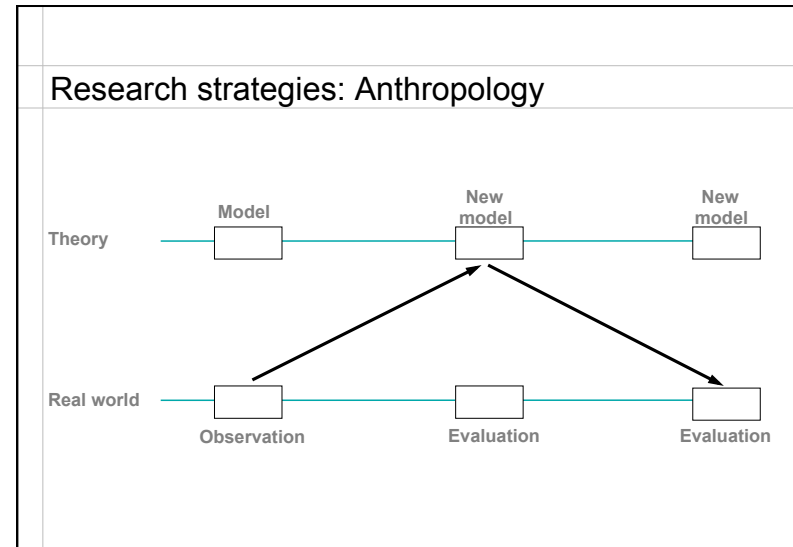 Research strategies: Anthropology
Model
New
model
New
model
Theory
Real world
Observation
Evaluation
Evaluation